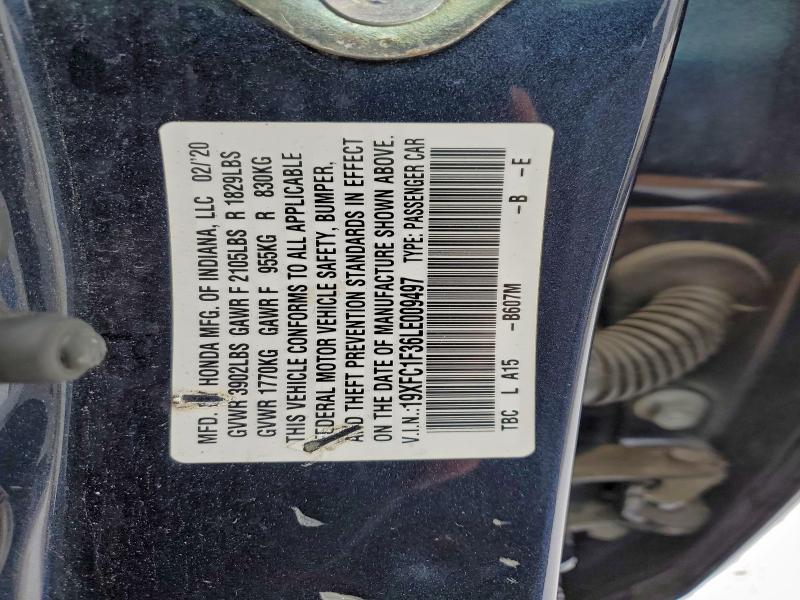 MFD. BY HONDA MFG. OF INDIANA, LLC 02/'20
GVWR 3902LBS GAWR F 2105LBS R 1829LBS
GVWR 1770KG GAWR F 955KG R 830KG
THIS VEHICLE CONFORMS TO ALL APPLICABLE
FEDERAL MOTOR VEHICLE SAFETY, BUMPER,
AND THEFT PREVENTION STANDARDS IN EFFECT
ON THE DATE OF MANUFACTURE SHOWN ABOVE.
V.I.N.:19XFC1F36LE009497 TYPE: PASSENGER CAR
TBC L A15 -B607M -B -E